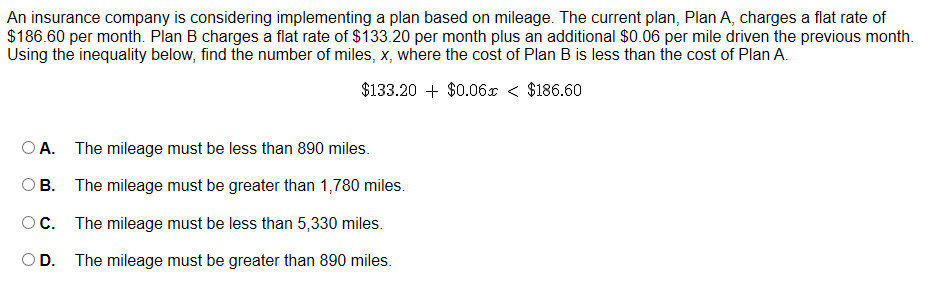 An insurance company is considering implementing a plan based on mileage. The current plan, Plan A, charges a flat rate of
$186.60 per month. Plan B charges a flat rate of $133.20 per month plus an additional $0.06 per mile driven the previous month.
Using the inequality below, find the number of miles, x, where the cost of Plan B is less than the cost of Plan A.
$133.20 + $0.06x < $186.60
A. The mileage must be less than 890 miles.
B. The mileage must be greater than 1,780 miles.
C. The mileage must be less than 5,330 miles.
D. The mileage must be greater than 890 miles.